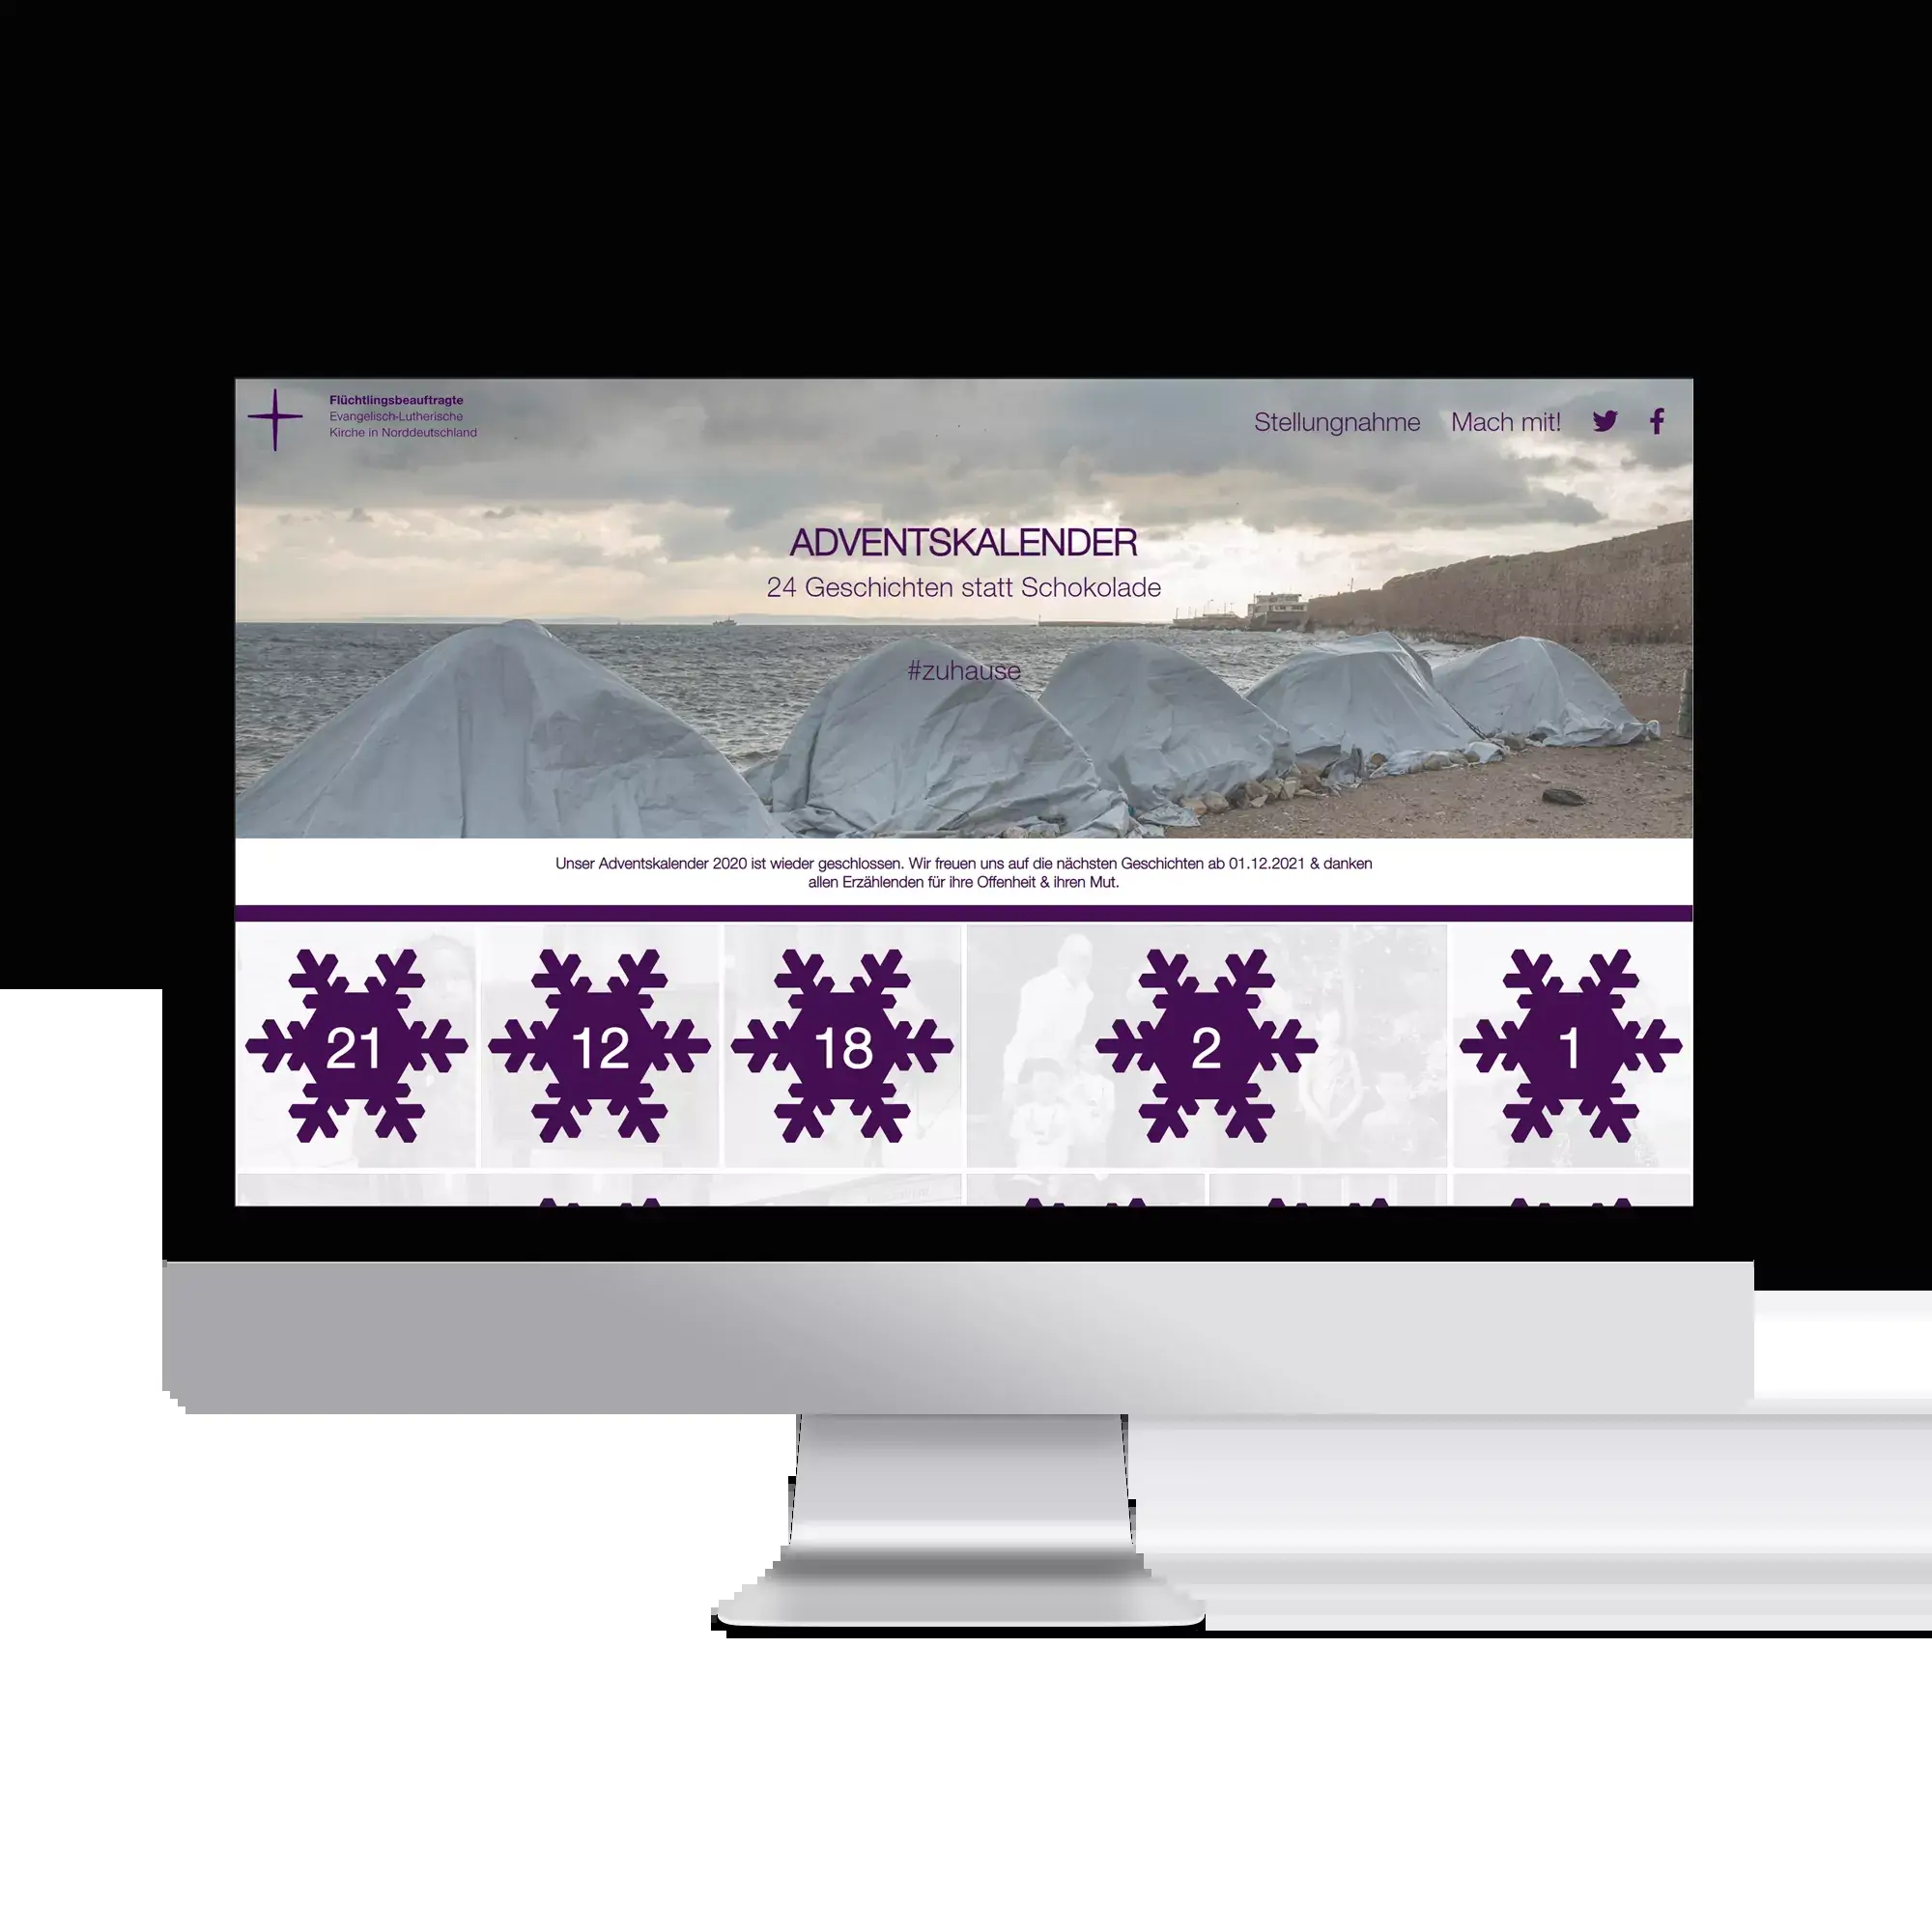 Flüchtlingsbeauftragte
Evangelisch-Lutherische
Kirche in Norddeutschland
Stellungnahme Mach mit!
ADVENTSKALENDER
24 Geschichten statt Schokolade
#zuhause
Unser Adventskalender 2020 ist wieder geschlossen. Wir freuen uns auf die nächsten Geschichten ab 01.12.2021 & danken
allen Erzählenden für ihre Offenheit & ihren Mut.
21 12 18 2 1